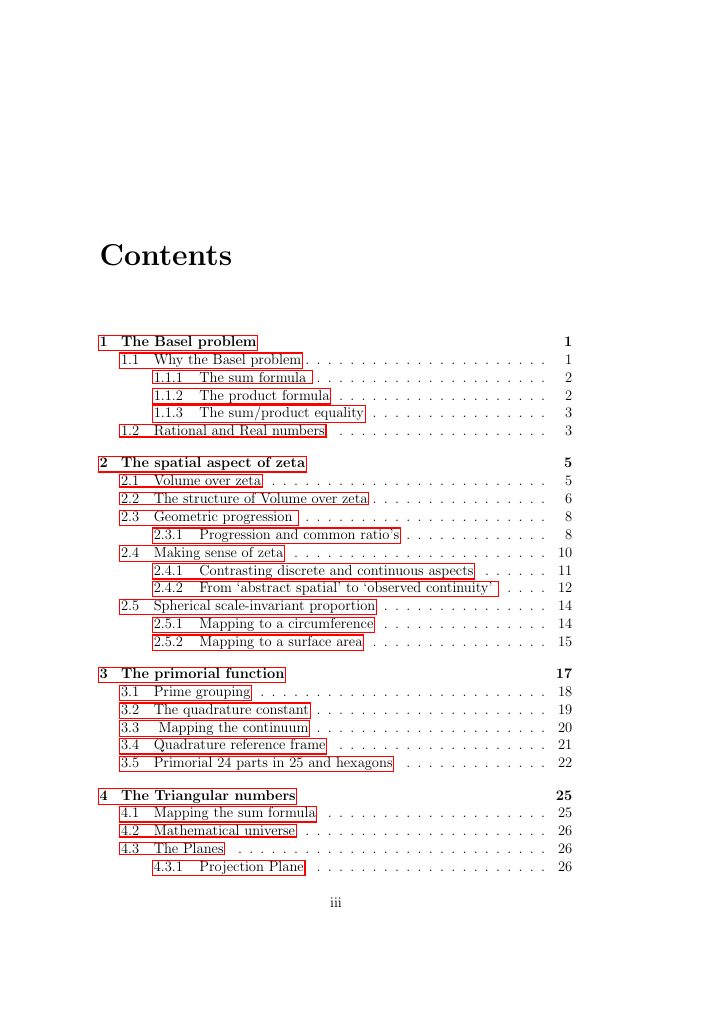 Contents
1 The Basel problem 1
1.1 Why the Basel problem . . . . . . . . . . . . . . . . . . . . . . 1
1.1.1 The sum formula . . . . . . . . . . . . . . . . . . . . . 2
1.1.2 The product formula . . . . . . . . . . . . . . . . . . . 2
1.1.3 The sum/product equality . . . . . . . . . . . . . . . . 3
1.2 Rational and Real numbers . . . . . . . . . . . . . . . . . . . 3
2 The spatial aspect of zeta 5
2.1 Volume over zeta . . . . . . . . . . . . . . . . . . . . . . . . . 5
2.2 The structure of Volume over zeta . . . . . . . . . . . . . . . . 6
2.3 Geometric progression . . . . . . . . . . . . . . . . . . . . . . 8
2.3.1 Progression and common ratio's . . . . . . . . . . . . . 8
2.4 Making sense of zeta . . . . . . . . . . . . . . . . . . . . . . . 10
2.4.1 Contrasting discrete and continuous aspects . . . . . . 11
2.4.2 From ‘abstract spatial’ to ‘observed continuity’ . . . . 12
2.5 Spherical scale-invariant proportion . . . . . . . . . . . . . . . 14
2.5.1 Mapping to a circumference . . . . . . . . . . . . . . . 14
2.5.2 Mapping to a surface area . . . . . . . . . . . . . . . . 15
3 The primorial function 17
3.1 Prime grouping . . . . . . . . . . . . . . . . . . . . . . . . . . 18
3.2 The quadrature constant . . . . . . . . . . . . . . . . . . . . . 19
3.3 Mapping the continuum . . . . . . . . . . . . . . . . . . . . . 20
3.4 Quadrature reference frame . . . . . . . . . . . . . . . . . . . 21
3.5 Primorial 24 parts in 25 and hexagons . . . . . . . . . . . . . 22
4 The Triangular numbers 25
4.1 Mapping the sum formula . . . . . . . . . . . . . . . . . . . . 25
4.2 Mathematical universe . . . . . . . . . . . . . . . . . . . . . . 26
4.3 The Planes . . . . . . . . . . . . . . . . . . . . . . . . . . . . 26
4.3.1 Projection Plane . . . . . . . . . . . . . . . . . . . . . 26
iii